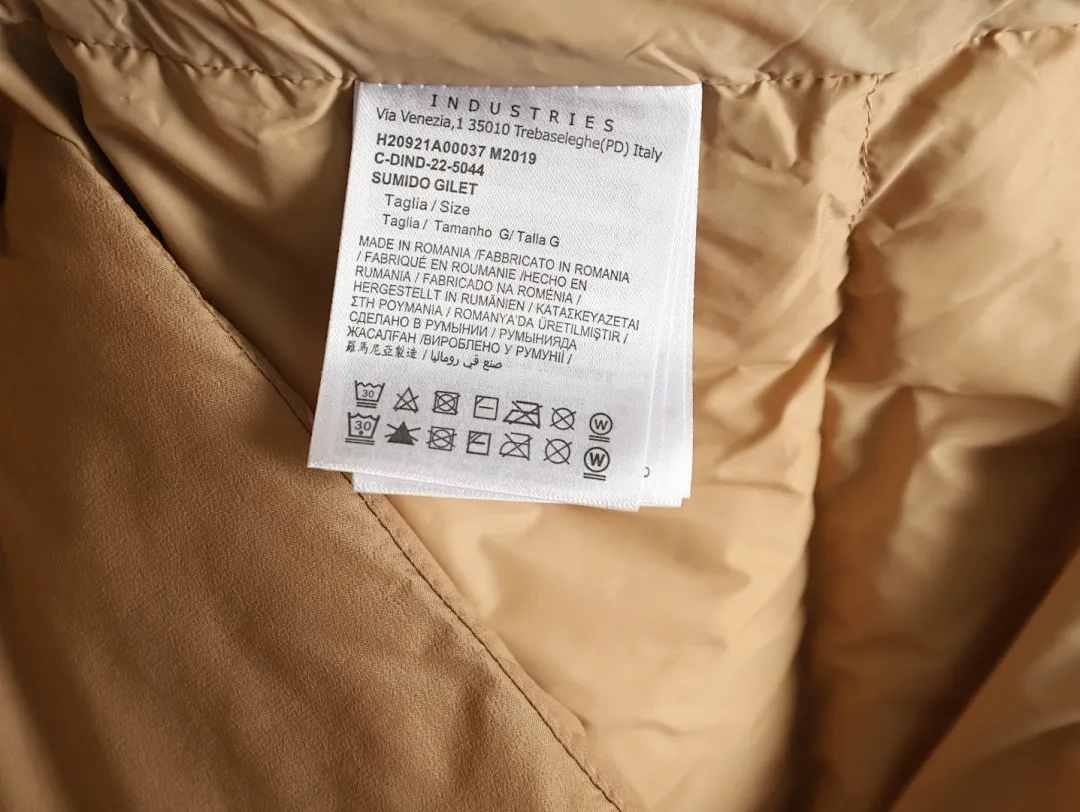 INDUSTRIES
Via Venezia,1 35010 Trebaseleghe(PD) Italy
H20921A00037 M2019
C-DIND-22-5044
SUMIDO GILET
Taglia / Size
Taglia / Tamanho G/ Talla G
MADE IN ROMANIA /FABBRICATO IN ROMANIA
/ FABRIQUÉ EN ROUMANIE /HECHO EN
RUMANIA / FABRICADO NA ROMÉNIA /
HERGESTELLT IN RUMÄNIEN / ΚΑΤΑΣΚΕΥΑΖΕΤΑΙ
ΣΤΗ ΡΟΥΜΑΝΙΑ / ROMANYA'DA ÜRETILMIŞTIR /
СДЕЛАНО В РУМЫНИИ / РУМЫНИЯДА
ЖАСАЛҒАН /ВИРОБЛЕНО У РУМУНІЇ /
羅馬尼亞製造 / صنع في رومانيا
30 W
30 W